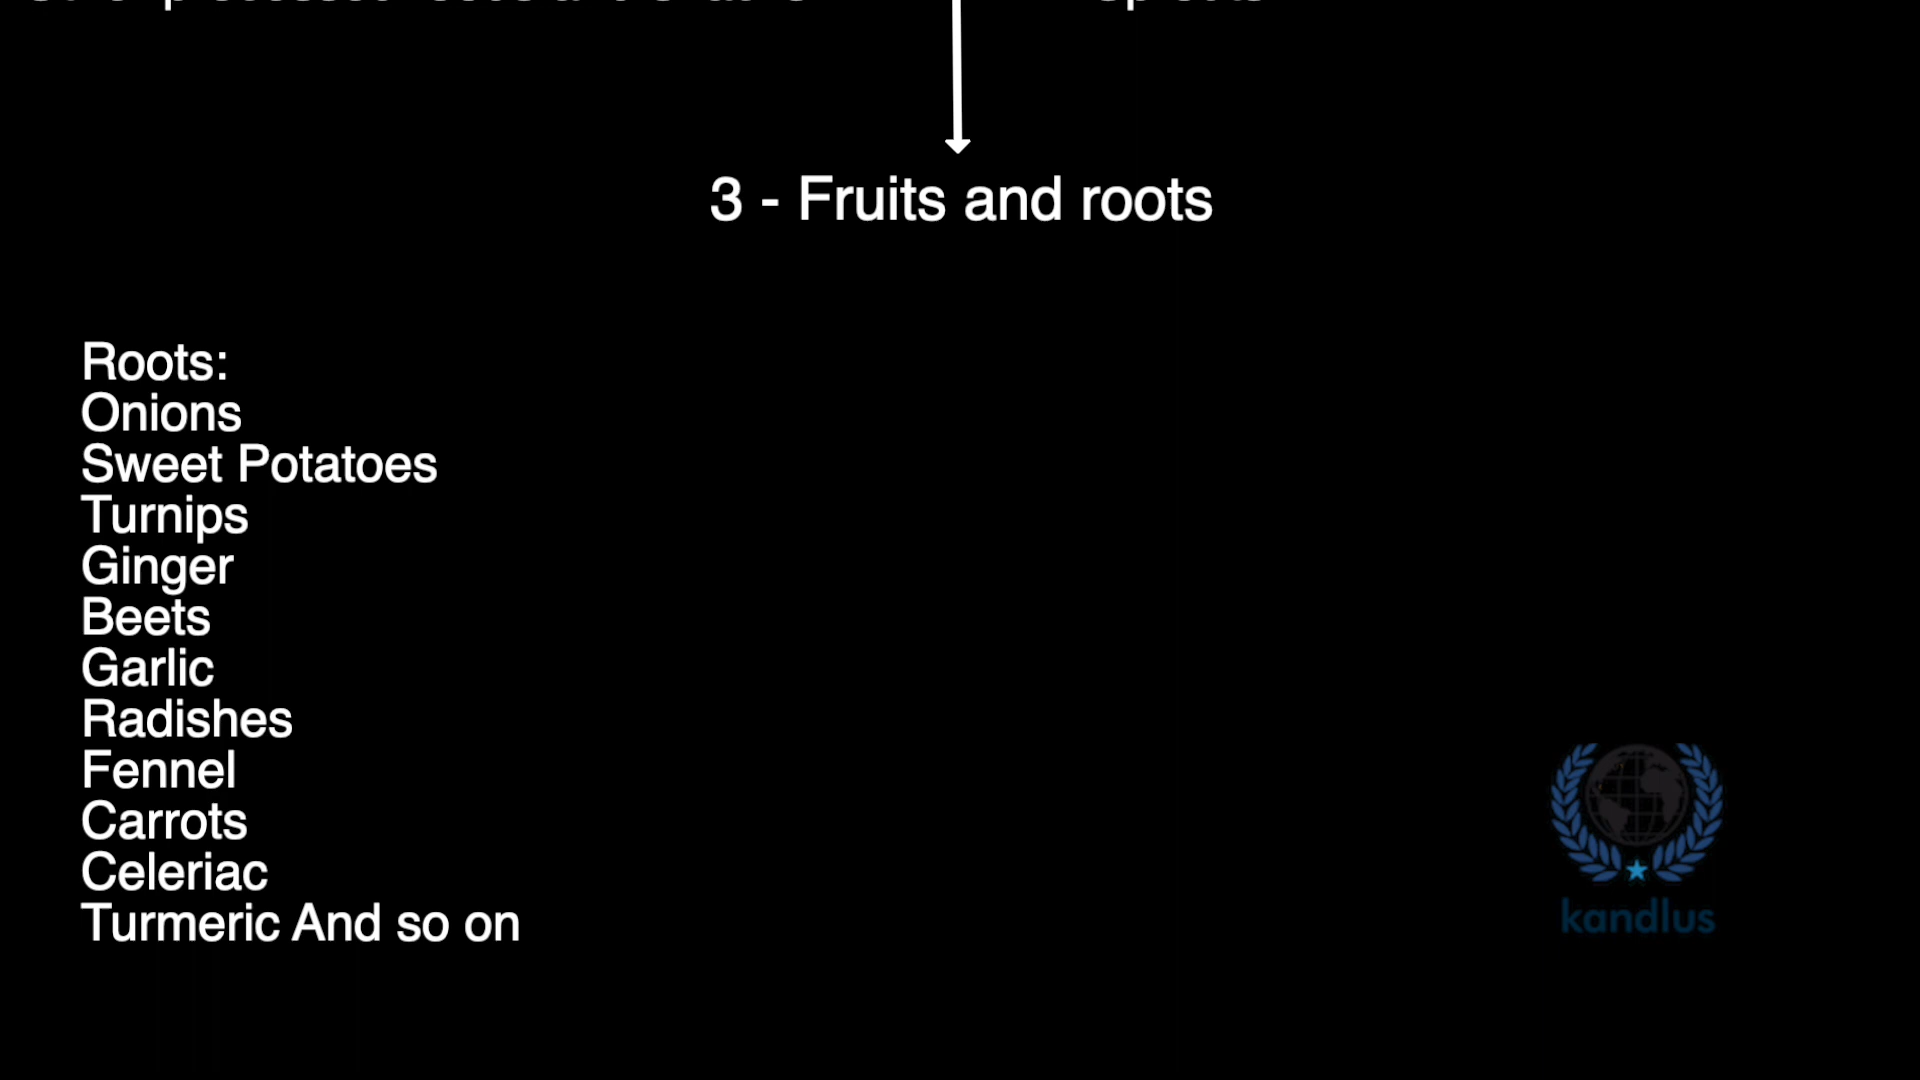 3 - Fruits and roots
Roots:
Onions
Sweet Potatoes
Turnips
Ginger
Beets
Garlic
Radishes
Fennel
Carrots
Celeriac
Turmeric And so on
kandlus